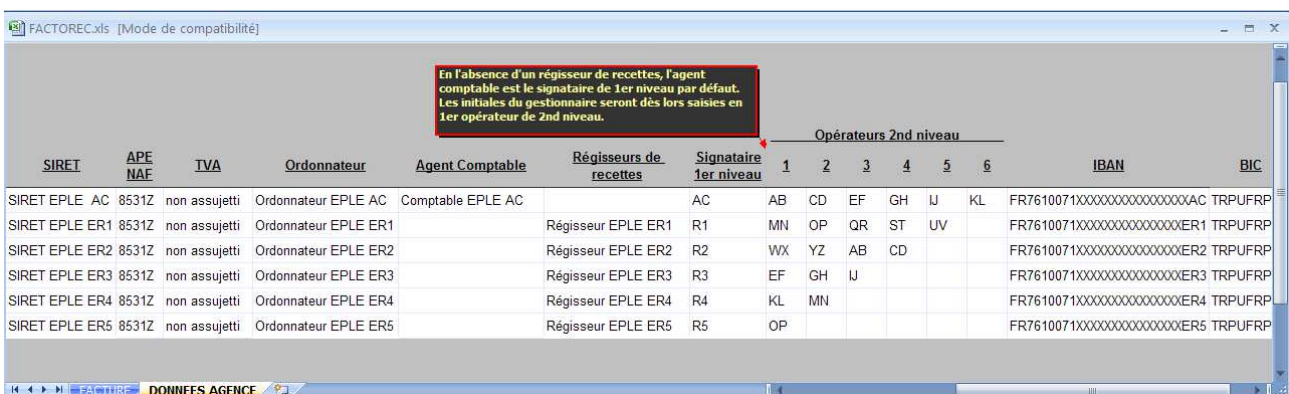 FACTOREC.xls [Mode de compatibilité]
En l'absence d'un régisseur de recettes, l'agent
comptable est le signataire de 1er niveau par défaut.
Les initiales du gestionnaire seront dès lors saisies en
1er opérateur de 2nd niveau.
Opérateurs 2nd niveau
SIRET APE NAF TVA Ordonnateur Agent Comptable Régisseurs de recettes Signataire 1er niveau 1 2 3 4 5 6 IBAN BIC
SIRET EPLE AC 8531Z non assujetti Ordonnateur EPLE AC Comptable EPLE AC AC AB CD EF GH IJ KL FR7610071XXXXXXXXXXXXXXXXAC TRPUFRP
SIRET EPLE ER1 8531Z non assujetti Ordonnateur EPLE ER1 Régisseur EPLE ER1 R1 MN OP QR ST UV FR7610071XXXXXXXXXXXXXXXER1 TRPUFRP
SIRET EPLE ER2 8531Z non assujetti Ordonnateur EPLE ER2 Régisseur EPLE ER2 R2 WX YZ AB CD FR7610071XXXXXXXXXXXXXXXER2 TRPUFRP
SIRET EPLE ER3 8531Z non assujetti Ordonnateur EPLE ER3 Régisseur EPLE ER3 R3 EF GH IJ FR7610071XXXXXXXXXXXXXXXER3 TRPUFRP
SIRET EPLE ER4 8531Z non assujetti Ordonnateur EPLE ER4 Régisseur EPLE ER4 R4 KL MN FR7610071XXXXXXXXXXXXXXXER4 TRPUFRP
SIRET EPLE ER5 8531Z non assujetti Ordonnateur EPLE ER5 Régisseur EPLE ER5 R5 OP FR7610071XXXXXXXXXXXXXXXER5 TRPUFRP
FACTURE DONNEES AGENCE